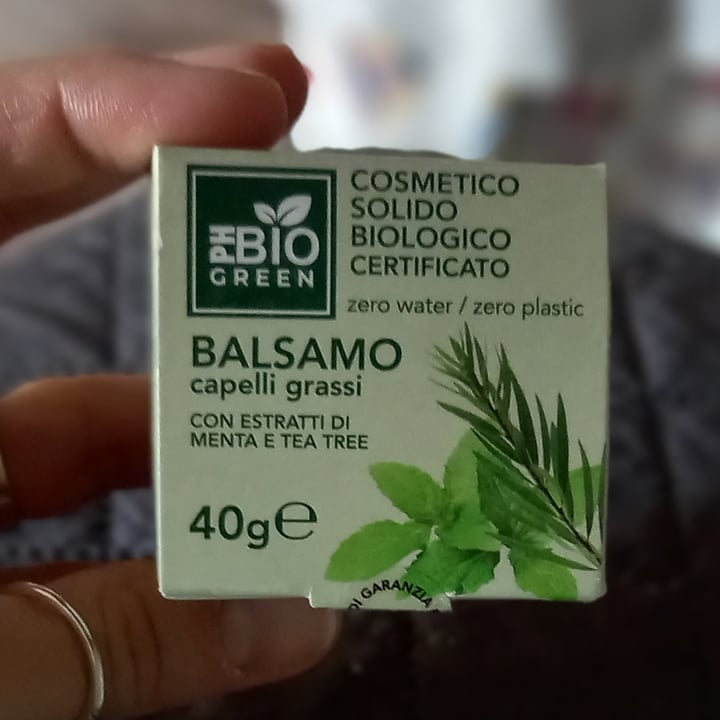 PH BIO
GREEN
COSMETICO
SOLIDO
BIOLOGICO
CERTIFICATO
zero water / zero plastic
BALSAMO
capelli grassi
CON ESTRATTI DI
MENTA E TEA TREE
40g e
DI GARANZIA